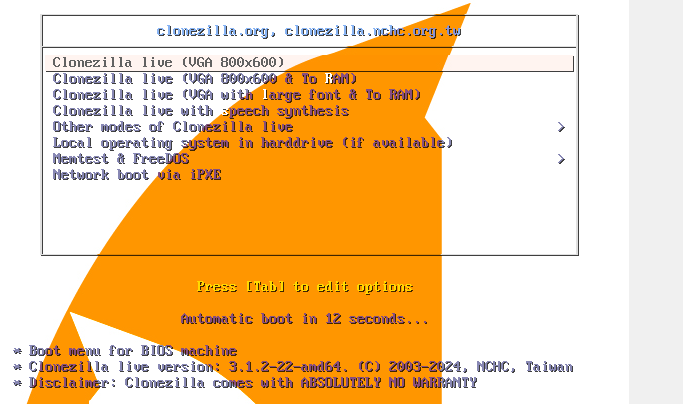 clonezilla.org, clonezilla.nchc.org.tw
Clonezilla live (VGA 800x600)
Clonezilla live (VGA 800x600 & To RAM)
Clonezilla live (VGA with large font & To RAM)
Clonezilla live with speech synthesis
Other modes of Clonezilla live >
Local operating system in harddrive (if available)
Memtest & FreeDOS >
Network boot via iPXE
Press [Tab] to edit options
Automatic boot in 12 seconds...
* Boot menu for BIOS machine
* Clonezilla live version: 3.1.2-22-amd64. (C) 2003-2024, NCHC, Taiwan
* Disclaimer: Clonezilla comes with ABSOLUTELY NO WARRANTY